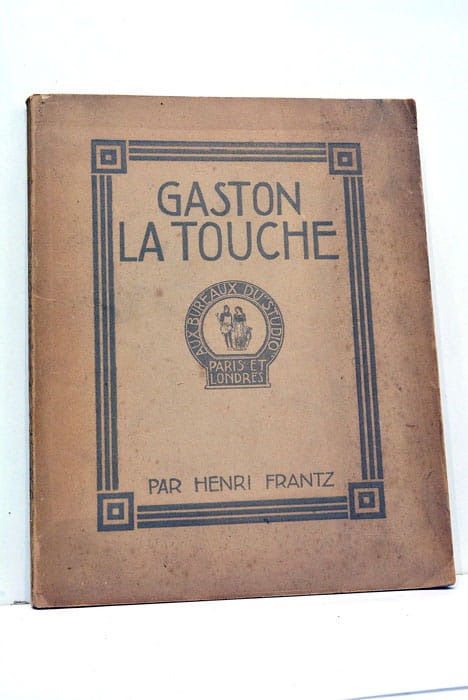 GASTON
LA TOUCHE
AUX BUREAUX DU "STUDIO"
PARIS ET
LONDRES
PAR HENRI FRANTZ